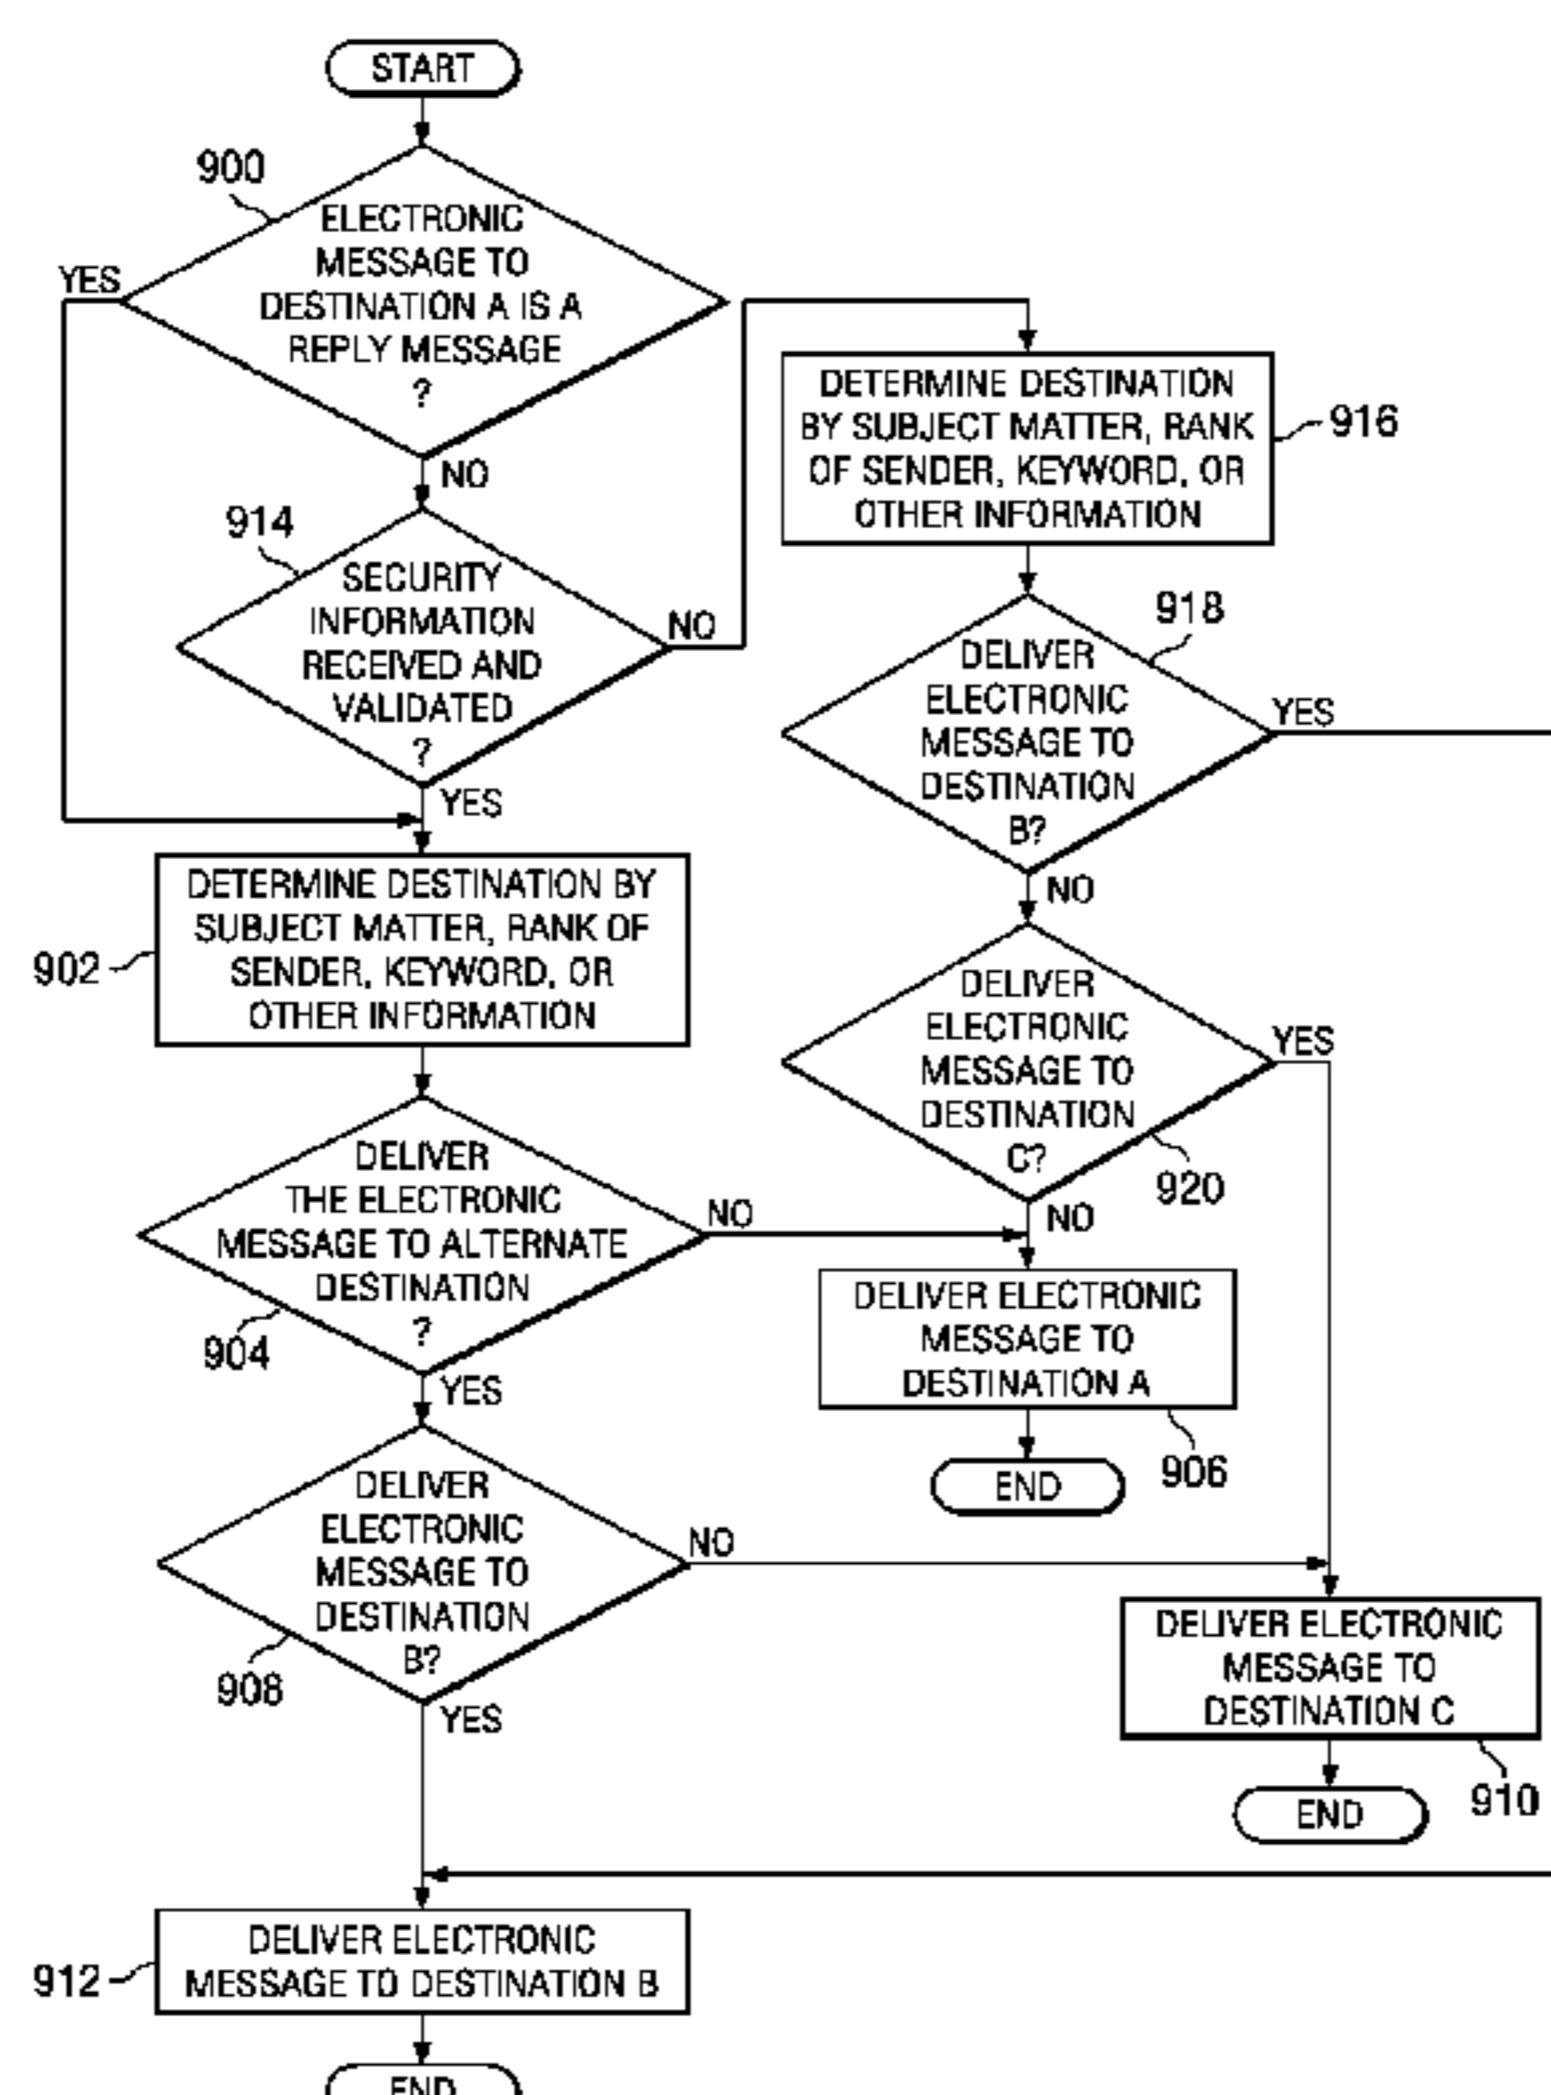 START
900
ELECTRONIC
MESSAGE TO
DESTINATION A IS A
REPLY MESSAGE
?
YES
NO
914
SECURITY
INFORMATION
RECEIVED AND
VALIDATED
?
NO
YES
902
DETERMINE DESTINATION BY
SUBJECT MATTER, RANK OF
SENDER, KEYWORD, OR
OTHER INFORMATION
DELIVER
THE ELECTRONIC
MESSAGE TO ALTERNATE
DESTINATION
?
904
NO
YES
DELIVER
ELECTRONIC
MESSAGE TO
DESTINATION
B?
908
NO
YES
912
DELIVER ELECTRONIC
MESSAGE TO DESTINATION B
END
DETERMINE DESTINATION
BY SUBJECT MATTER, RANK
OF SENDER, KEYWORD, OR
OTHER INFORMATION
916
918
DELIVER
ELECTRONIC
MESSAGE TO
DESTINATION
B?
YES
NO
DELIVER
ELECTRONIC
MESSAGE TO
DESTINATION
C?
YES
920
NO
DELIVER ELECTRONIC
MESSAGE TO
DESTINATION A
906
END
DELIVER ELECTRONIC
MESSAGE TO
DESTINATION C
910
END